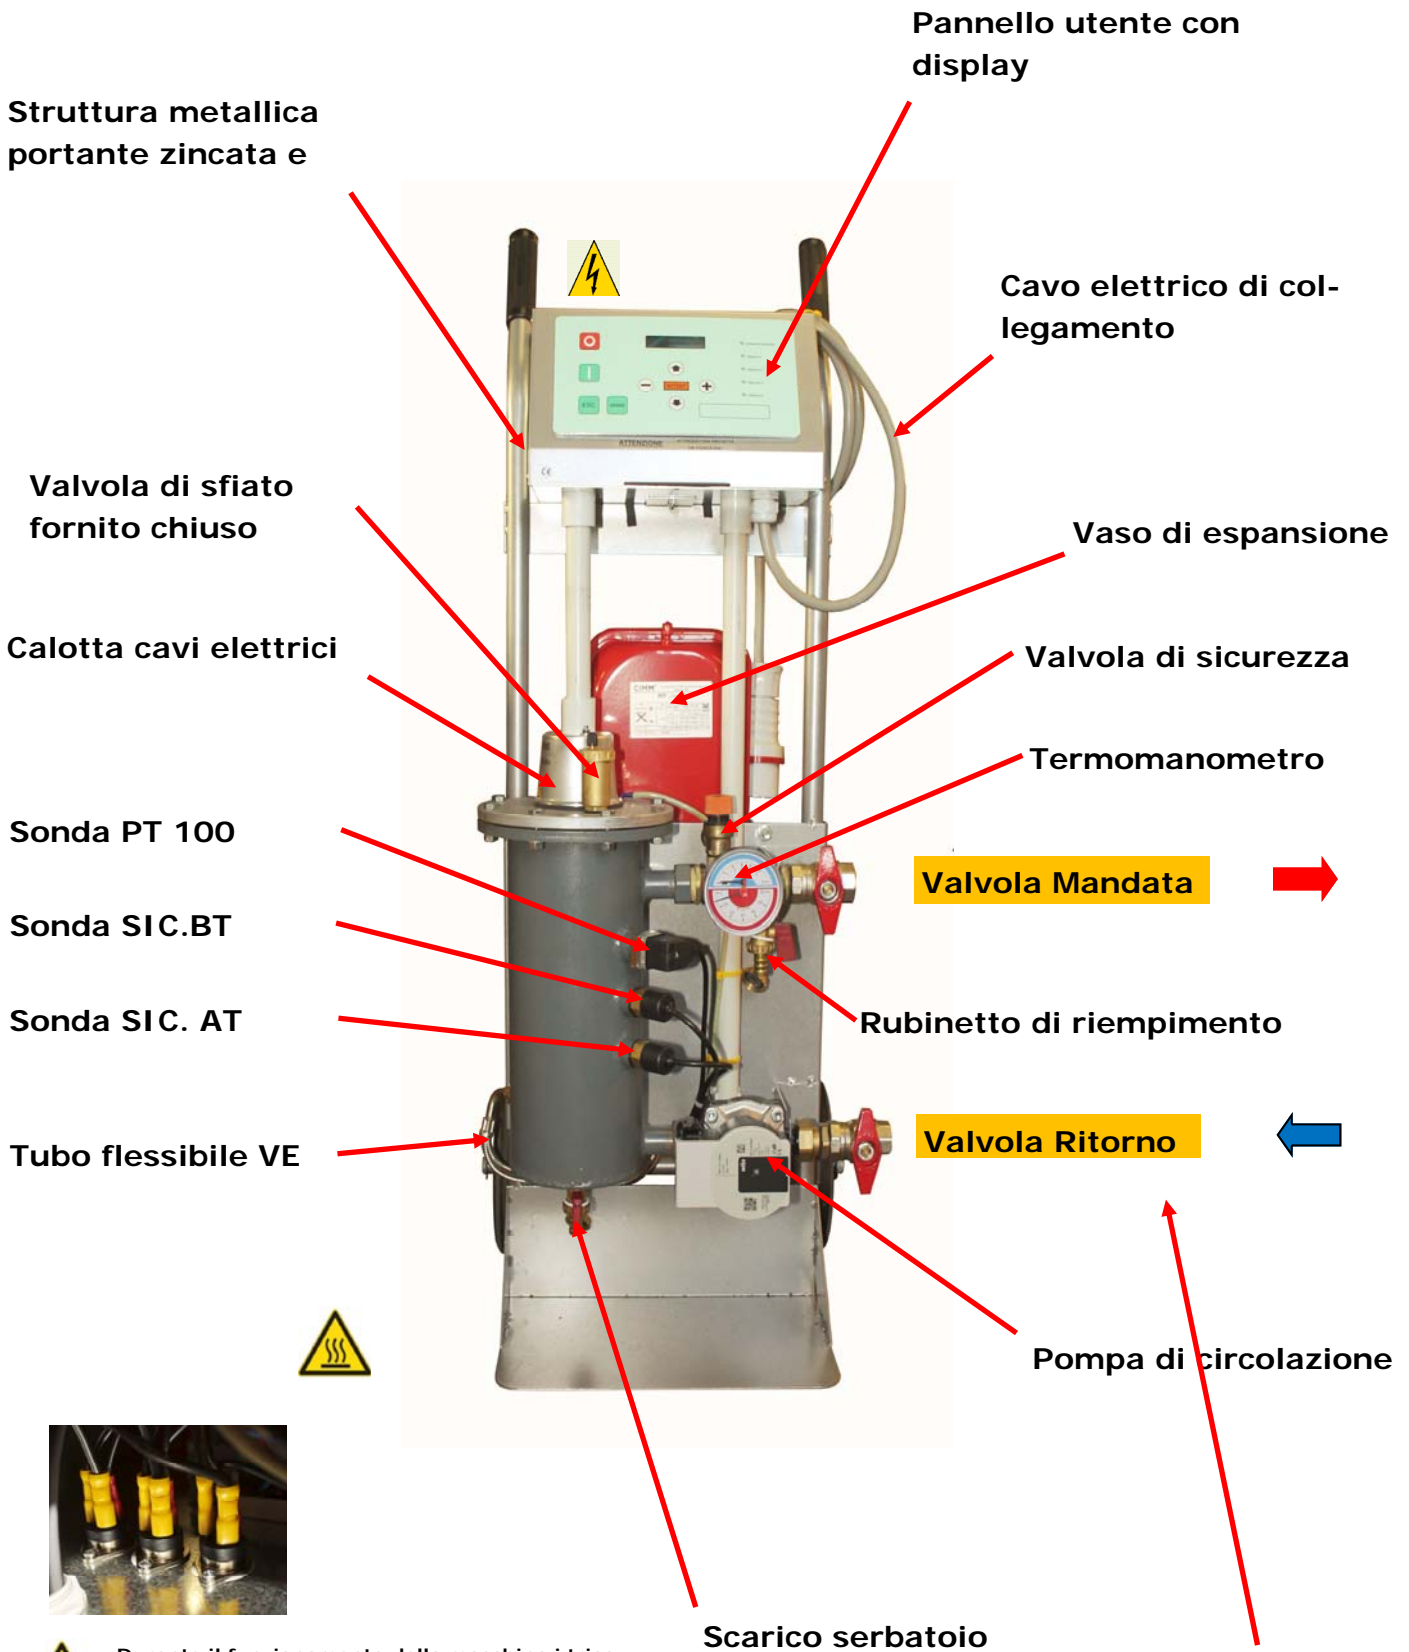 Pannello utente con
display
Struttura metallica
portante zincata e
Cavo elettrico di col-
legamento
ATTENZIONE
Valvola di sfiato
fornito chiuso
Vaso di espansione
Calotta cavi elettrici
Valvola di sicurezza
CIMM
Termomanometro
Sonda PT 100
Valvola Mandata
Sonda SIC.BT
Sonda SIC. AT
Rubinetto di riempimento
Tubo flessibile VE
Valvola Ritorno
Pompa di circolazione
Scarico serbatoio